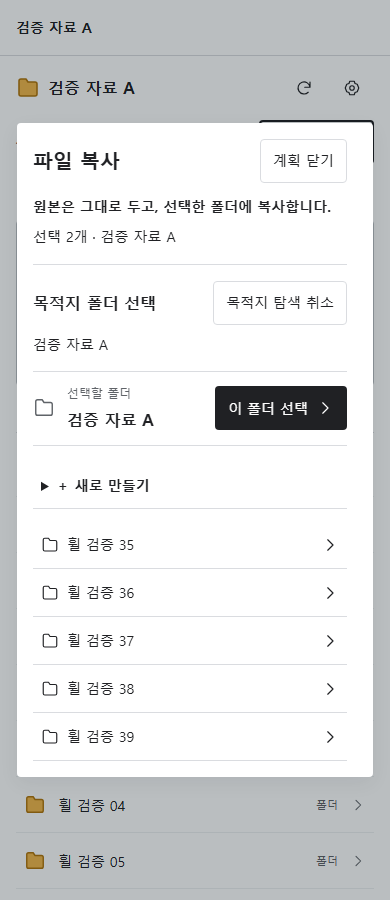 검증 자료 A
검증 자료 A
파일 복사
계획 닫기
원본은 그대로 두고, 선택한 폴더에 복사합니다.
선택 2개 · 검증 자료 A
목적지 폴더 선택
목적지 탐색 취소
검증 자료 A
선택할 폴더
검증 자료 A
이 폴더 선택
+ 새로 만들기
휠 검증 35
휠 검증 36
휠 검증 37
휠 검증 38
휠 검증 39
휠 검증 04
폴더
휠 검증 05
폴더